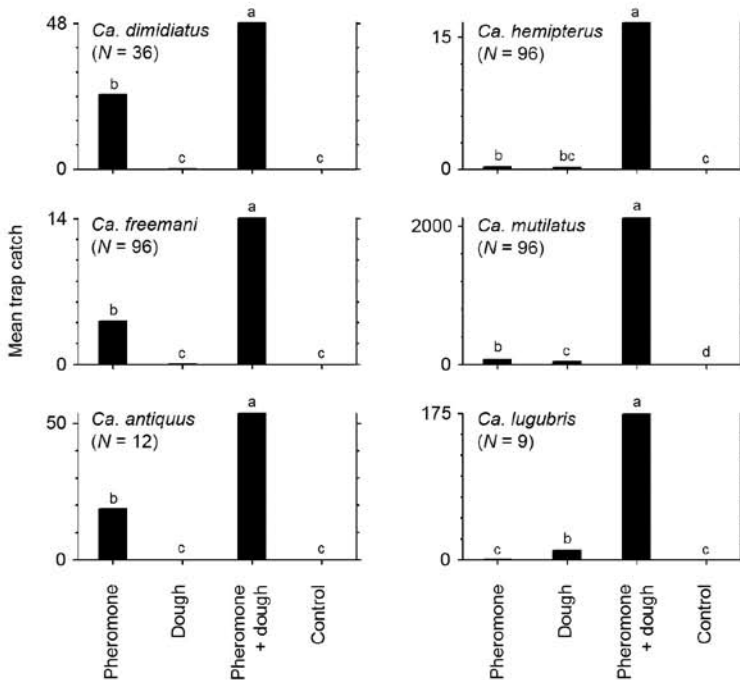 Mean trap catch
48
0
Ca. dimidiatus
(N = 36)
b
c
a
c
15
0
Ca. hemipterus
(N = 96)
b
bc
a
c
14
0
Ca. freemani
(N = 96)
b
c
a
c
2000
0
Ca. mutilatus
(N = 96)
b
c
a
d
50
0
Ca. antiquus
(N = 12)
b
c
a
c
175
0
Ca. lugubris
(N = 9)
c
b
a
c
Pheromone
Dough
Pheromone
+ dough
Control
Pheromone
Dough
Pheromone
+ dough
Control